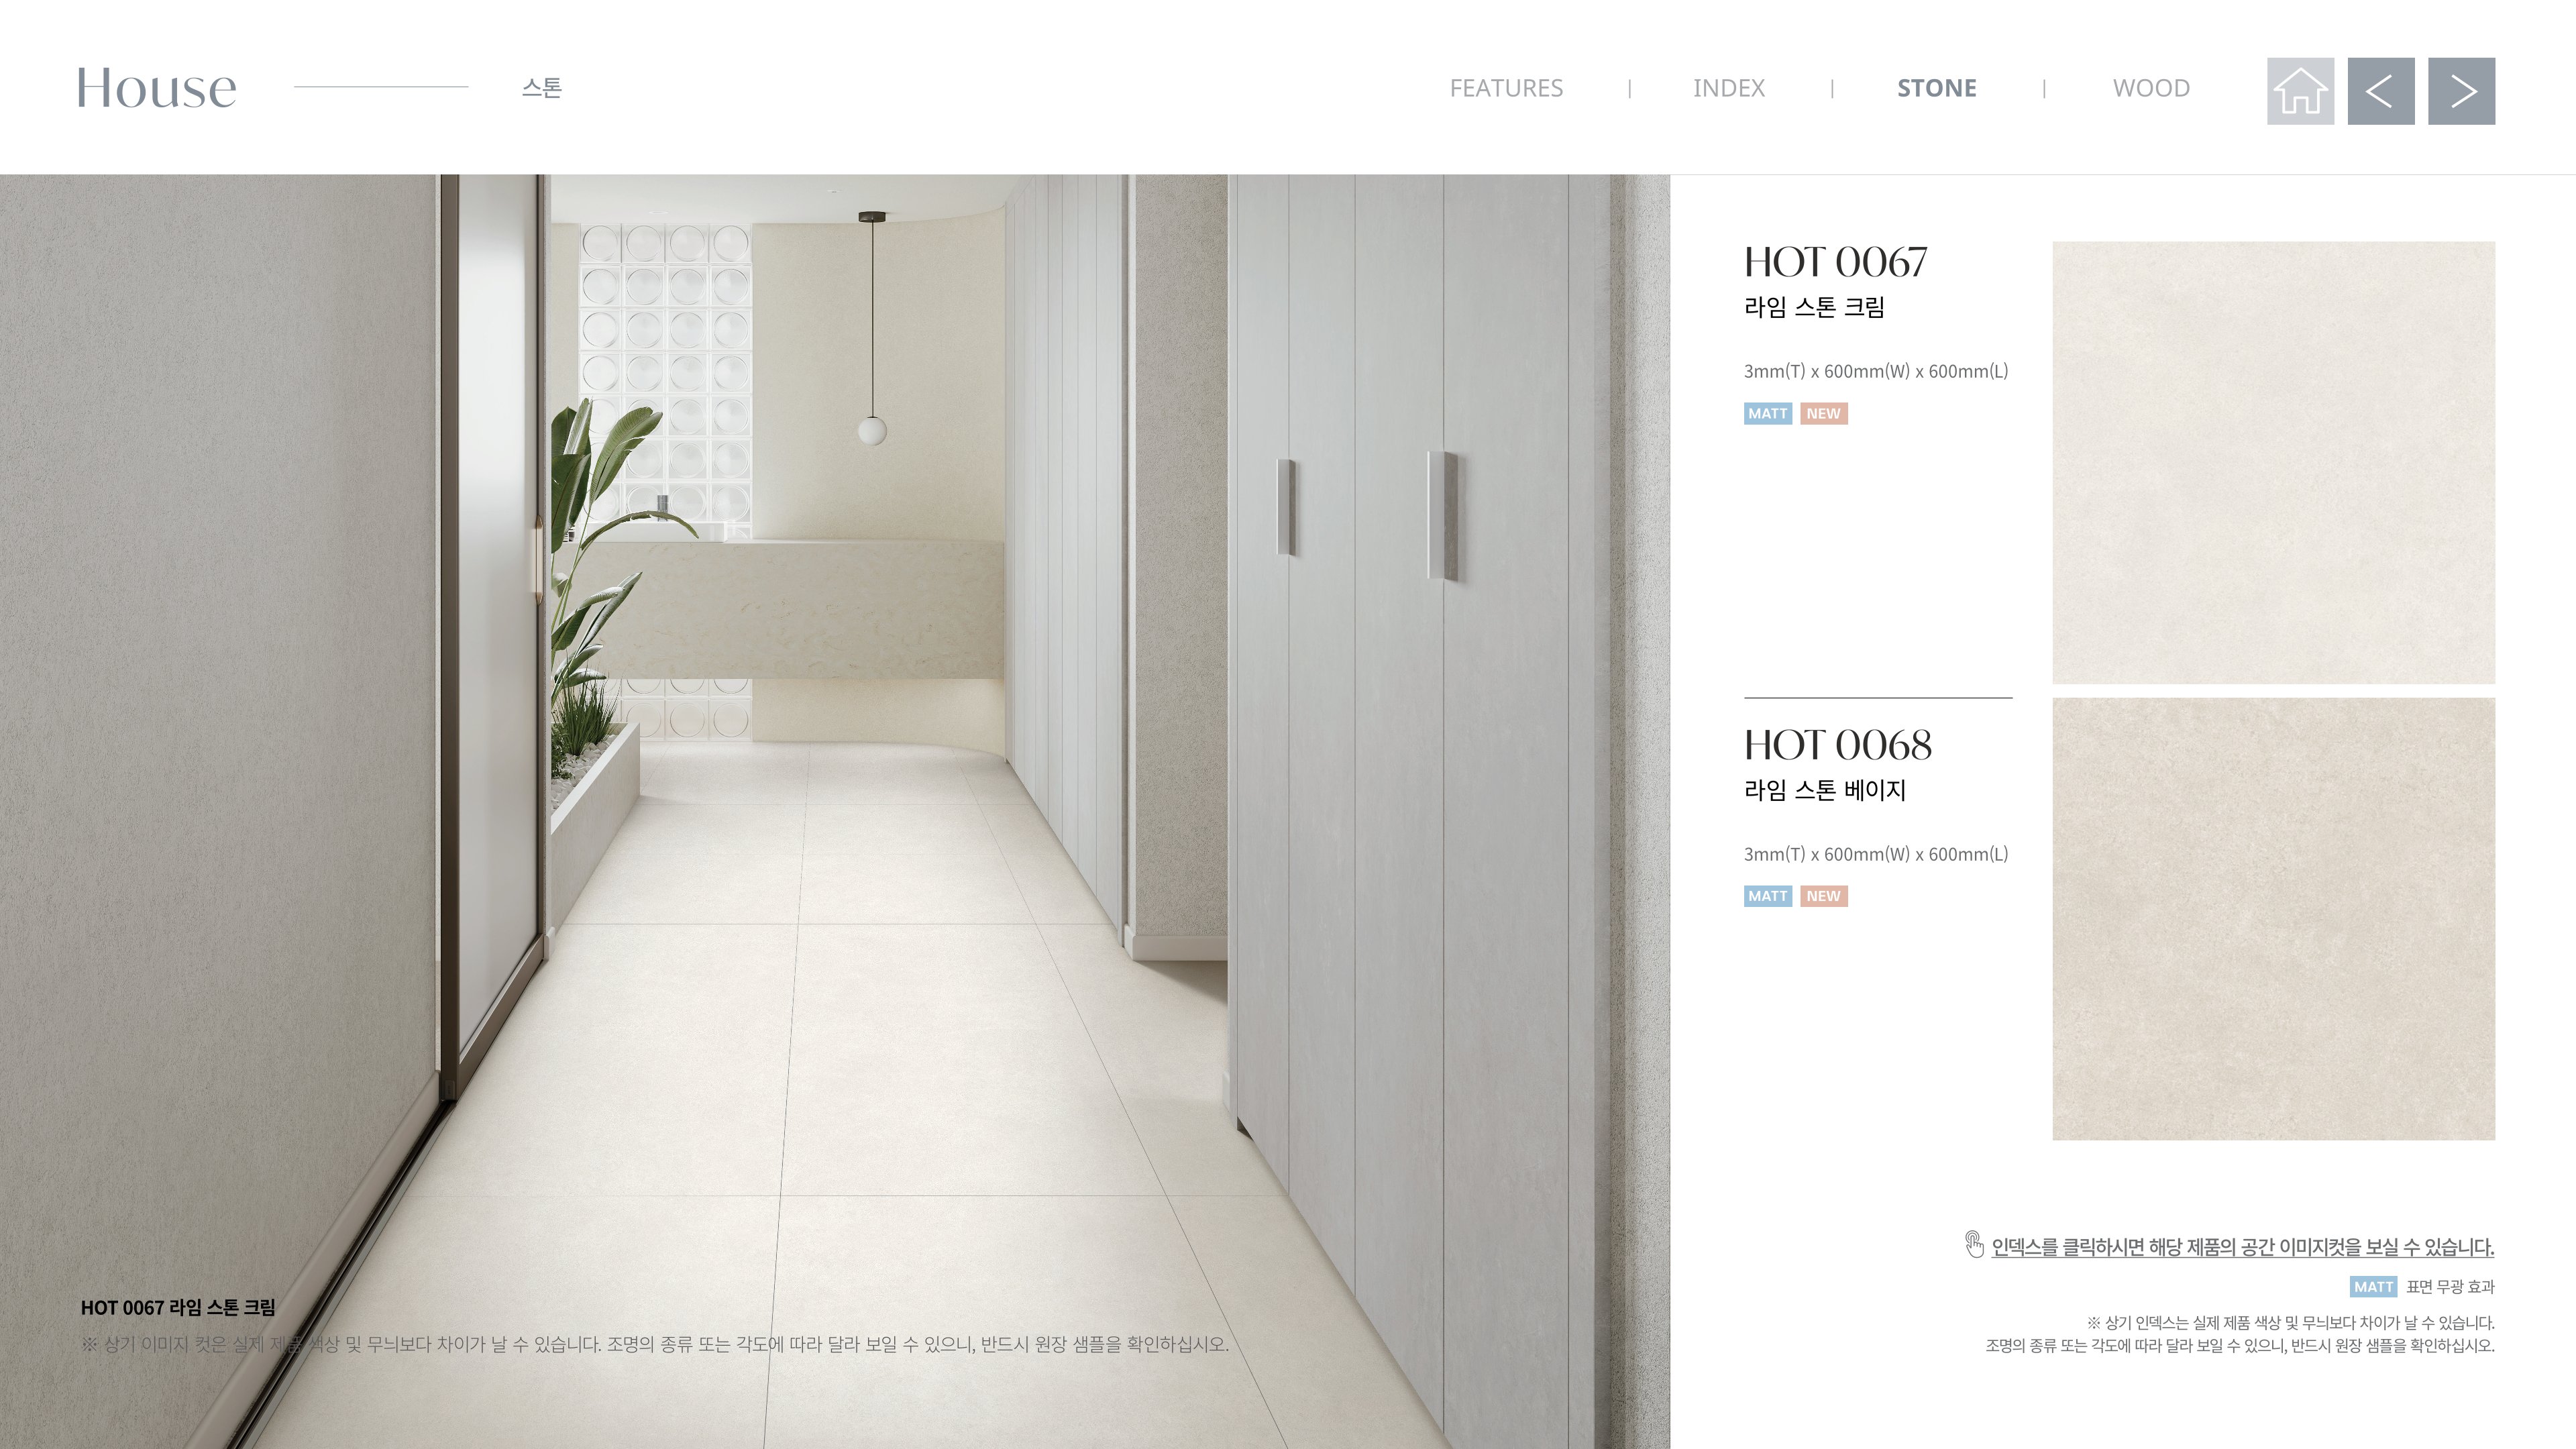 House
스톤
FEATURES | INDEX | STONE | WOOD
HOT 0067
라임 스톤 크림
3mm(T) x 600mm(W) x 600mm(L)
MATT NEW
HOT 0068
라임 스톤 베이지
3mm(T) x 600mm(W) x 600mm(L)
MATT NEW
HOT 0067 라임 스톤 크림
※ 상기 이미지 컷은 실제 제품 색상 및 무늬보다 차이가 날 수 있습니다. 조명의 종류 또는 각도에 따라 달라 보일 수 있으니, 반드시 원장 샘플을 확인하십시오.
인덱스를 클릭하시면 해당 제품의 공간 이미지컷을 보실 수 있습니다.
MATT 표면 무광 효과
※ 상기 인덱스는 실제 제품 색상 및 무늬보다 차이가 날 수 있습니다.
조명의 종류 또는 각도에 따라 달라 보일 수 있으니, 반드시 원장 샘플을 확인하십시오.